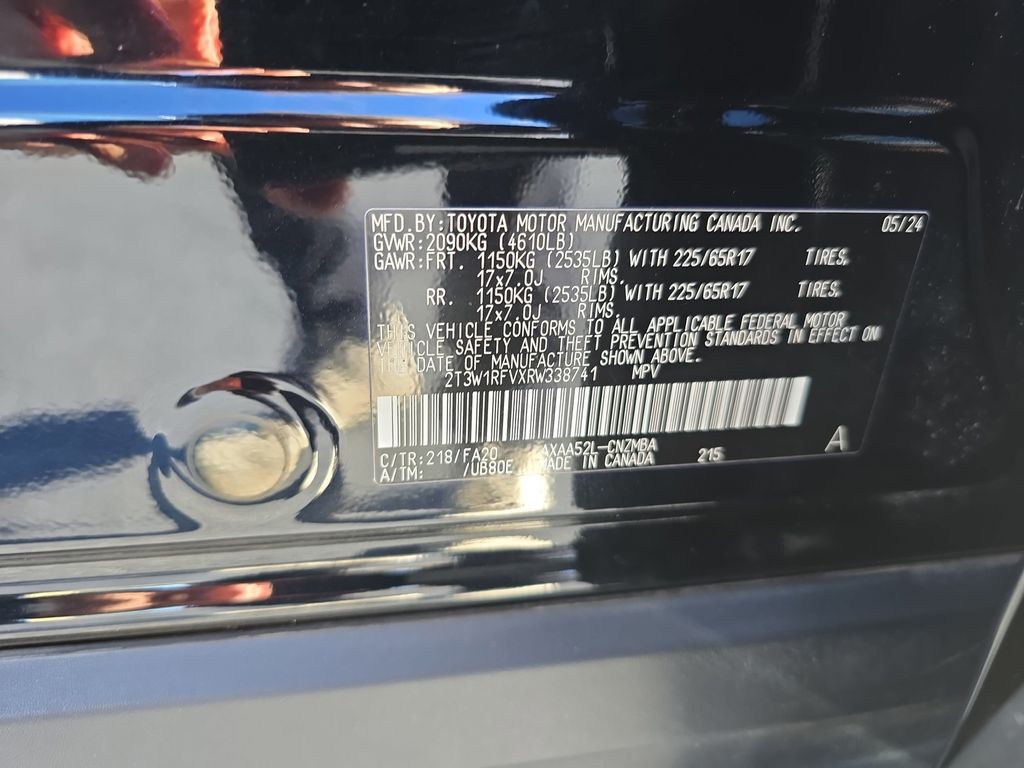 MFD. BY: TOYOTA MOTOR MANUFACTURING CANADA INC. 05/24
GVWR: 2090KG (4610LB)
GAWR: FRT. 1150KG (2535LB) WITH 225/65R17 TIRES,
17x7.0J RIMS.
RR. 1150KG (2535LB) WITH 225/65R17 TIRES,
17x7.0J RIMS.
THIS VEHICLE CONFORMS TO ALL APPLICABLE FEDERAL MOTOR
VEHICLE SAFETY AND THEFT PREVENTION STANDARDS IN EFFECT ON
THE DATE OF MANUFACTURE SHOWN ABOVE.
2T3W1RFVXRW338741 MPV
C/TR: 218/FA20 AXAA52L-CNZMBA A
A/TM: /UB80E MADE IN CANADA 215